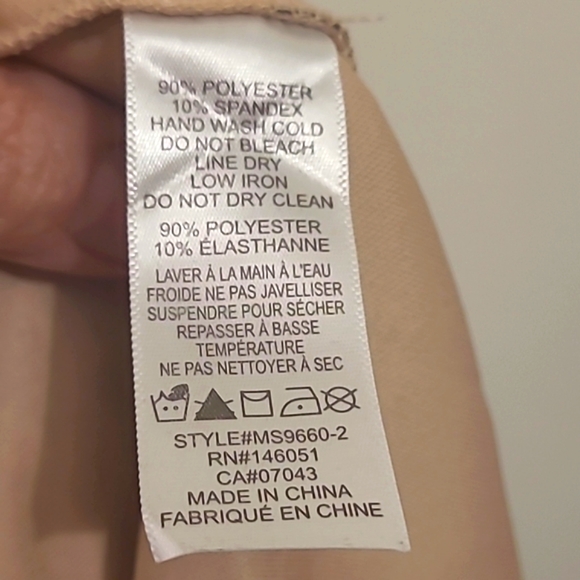 90% POLYESTER
10% SPANDEX
HAND WASH COLD
DO NOT BLEACH
LINE DRY
LOW IRON
DO NOT DRY CLEAN
90% POLYESTER
10% ÉLASTHANNE
LAVER À LA MAIN À L'EAU
FROIDE NE PAS JAVELLISER
SUSPENDRE POUR SÉCHER
REPASSER À BASSE
TEMPÉRATURE
NE PAS NETTOYER À SEC
STYLE#MS9660-2
RN#146051
CA#07043
MADE IN CHINA
FABRIQUÉ EN CHINE